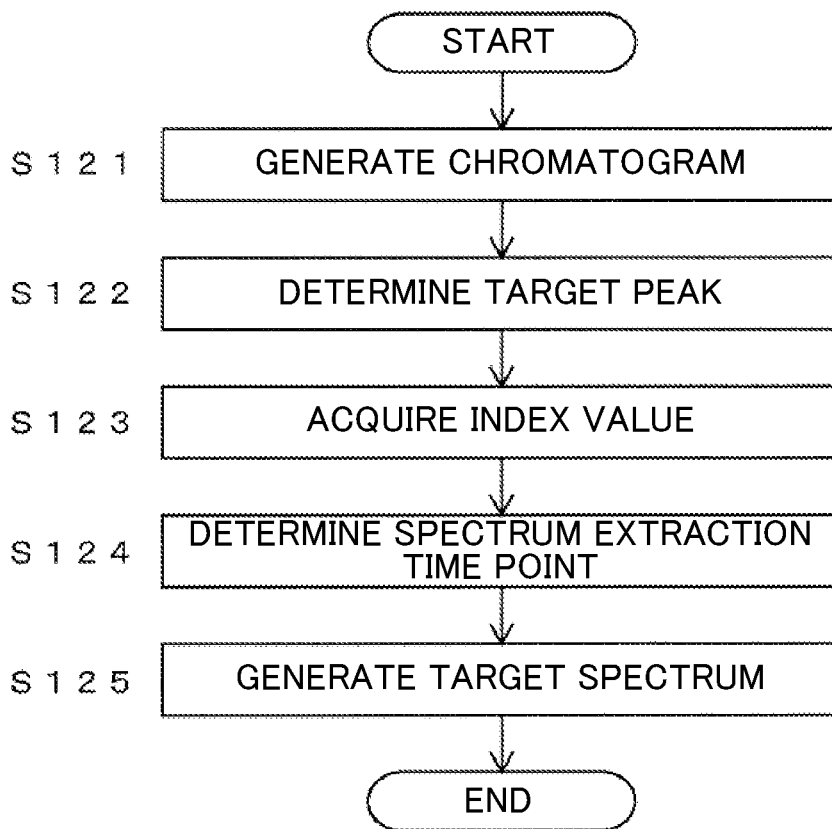 START
S121 GENERATE CHROMATOGRAM
S122 DETERMINE TARGET PEAK
S123 ACQUIRE INDEX VALUE
S124 DETERMINE SPECTRUM EXTRACTION
TIME POINT
S125 GENERATE TARGET SPECTRUM
END